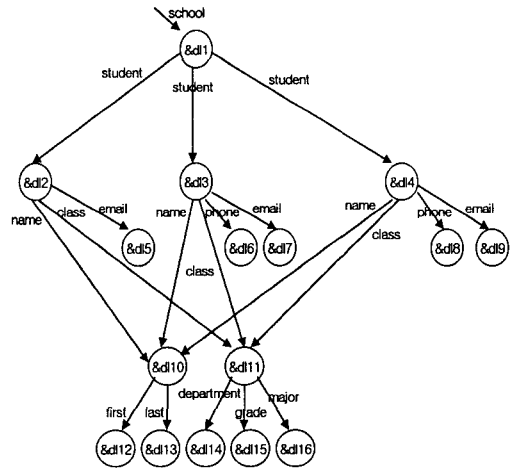 school
&dl1
student
student
student
&dl2
&dl3
&dl4
name
class
email
name
phone
email
name
phone
email
class
&dl5
&dl6
&dl7
&dl8
&dl9
class
&dl10
&dl11
first
last
department
grade
major
&dl12
&dl13
&dl14
&dl15
&dl16